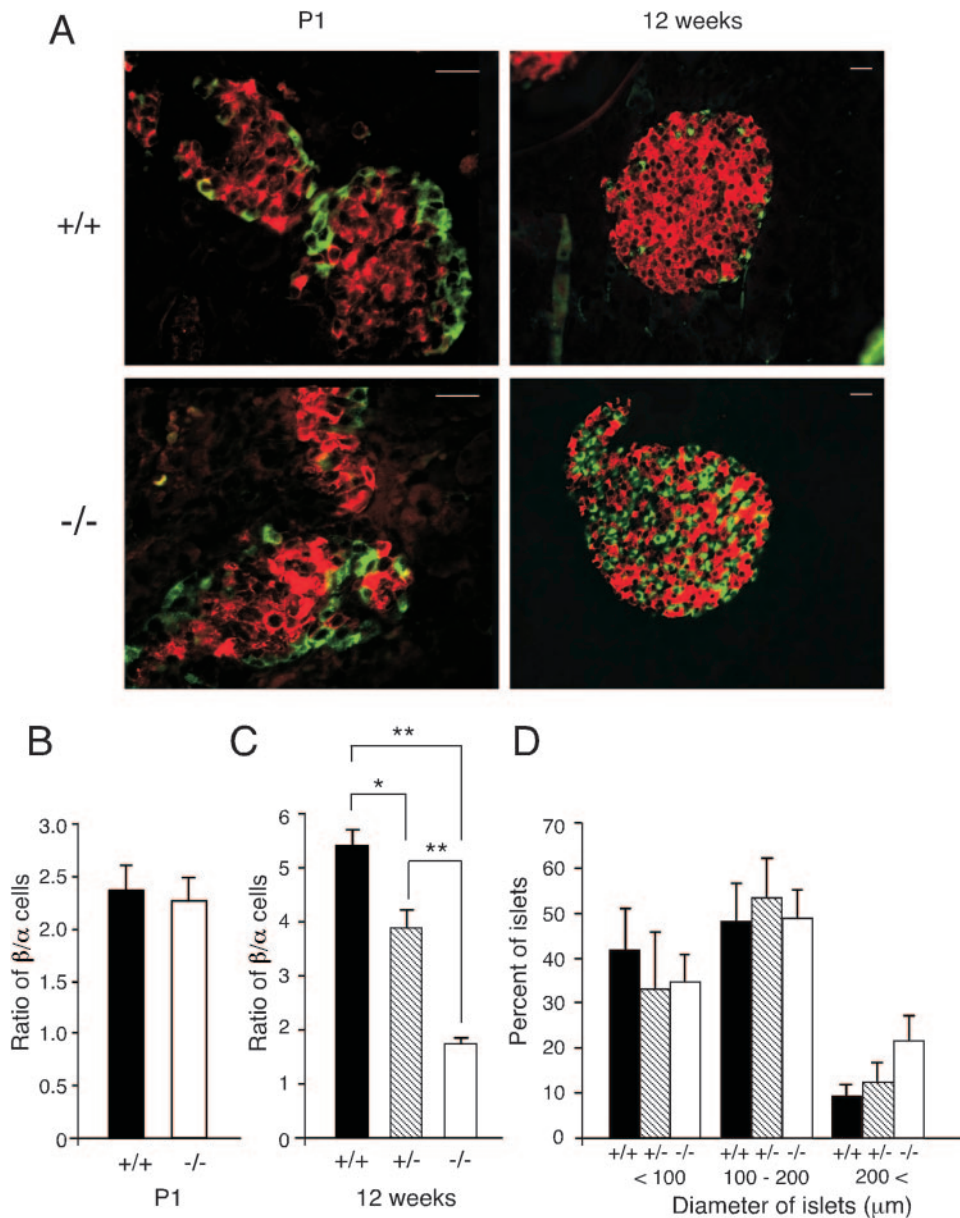 A
P1
12 weeks
+/+
-/-
B
Ratio of β/α cells
3.0
2.5
2.0
1.5
1.0
0.5
0
+/+ -/-
P1
C
Ratio of β/α cells
6
5
4
3
2
1
0
**
*
**
+/+ +/- -/-
12 weeks
D
Percent of islets
70
60
50
40
30
20
10
0
+/+ +/- -/- +/+ +/- -/- +/+ +/- -/-
< 100 100 - 200 200 <
Diameter of islets (μm)